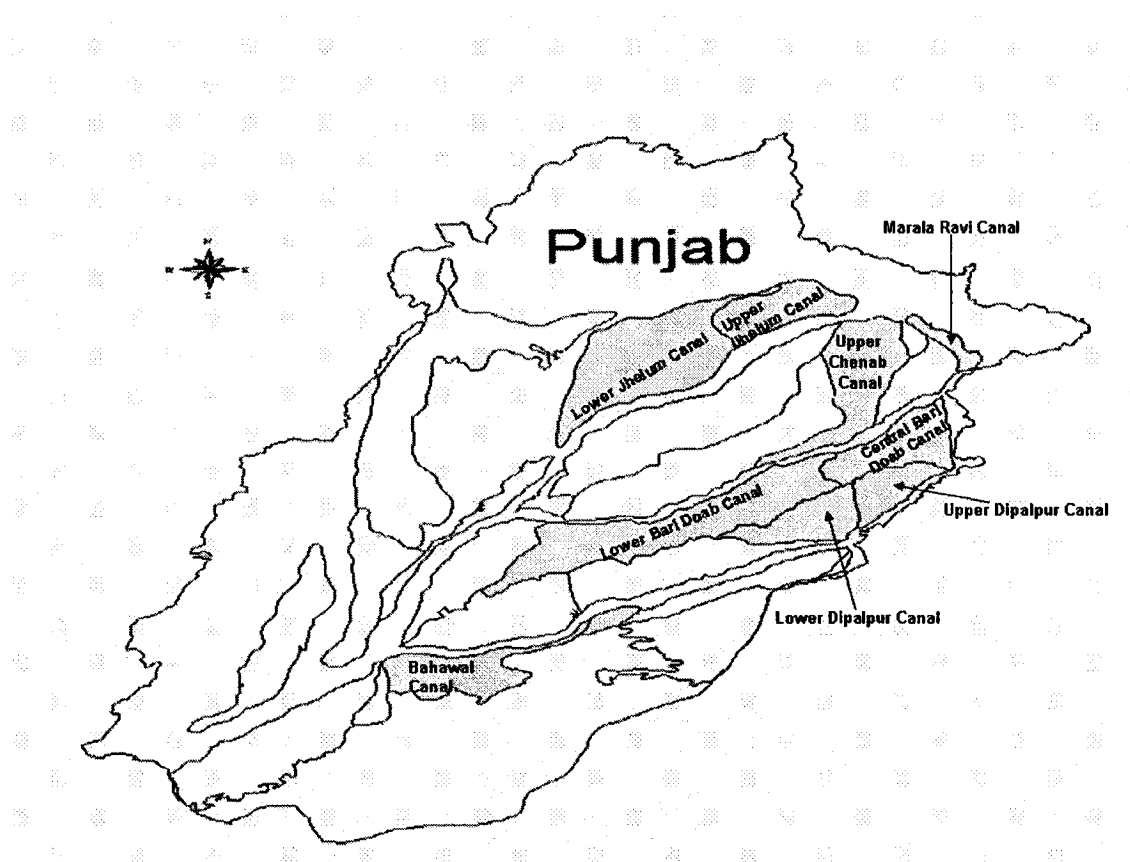 Marala Ravi Canal
Punjab
Upper
Jhelum Canal
Lower Jhelum Canal
Upper
Chenab
Canal
Central Bari
Doab Canal
Lower Bari Doab Canal
Upper Dipalpur Canal
Lower Dipalpur Canal
Bahawal
Canal